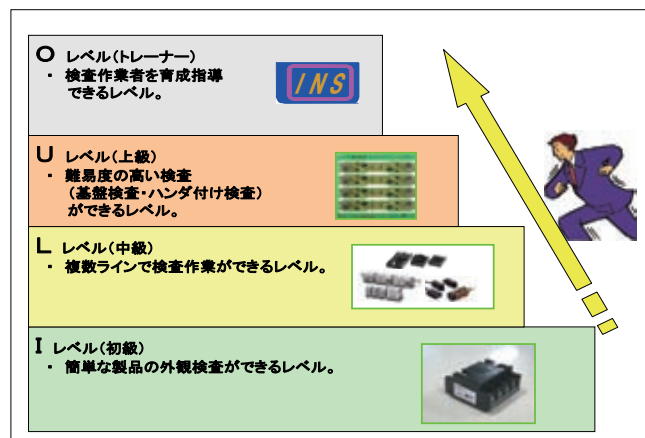 O レベル(トレーナー)
・ 検査作業者を育成指導
できるレベル。
INS
U レベル(上級)
・ 難易度の高い検査
(基盤検査・ハンダ付け検査)
ができるレベル。
L レベル(中級)
・ 複数ラインで検査作業ができるレベル。
I レベル(初級)
・ 簡単な製品の外観検査ができるレベル。